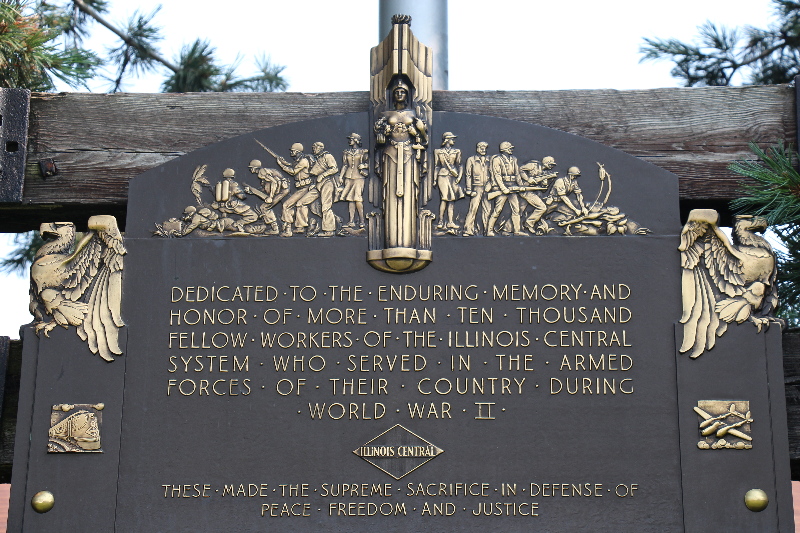 DEDICATED·TO·THE·ENDURING·MEMORY·AND
HONOR·OF·MORE·THAN·TEN·THOUSAND
FELLOW·WORKERS·OF·THE·ILLINOIS·CENTRAL
SYSTEM·WHO·SERVED·IN·THE·ARMED
FORCES·OF·THEIR·COUNTRY·DURING
·WORLD·WAR·II·
ILLINOIS CENTRAL
THESE·MADE·THE·SUPREME·SACRIFICE·IN·DEFENSE·OF
PEACE·FREEDOM·AND·JUSTICE